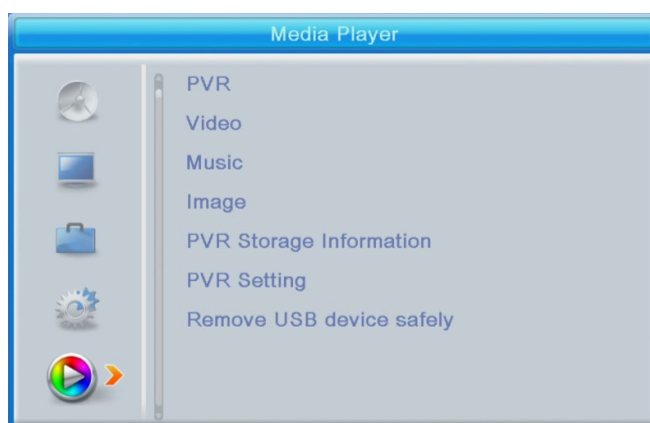 Media Player
PVR
Video
Music
Image
PVR Storage Information
PVR Setting
Remove USB device safely